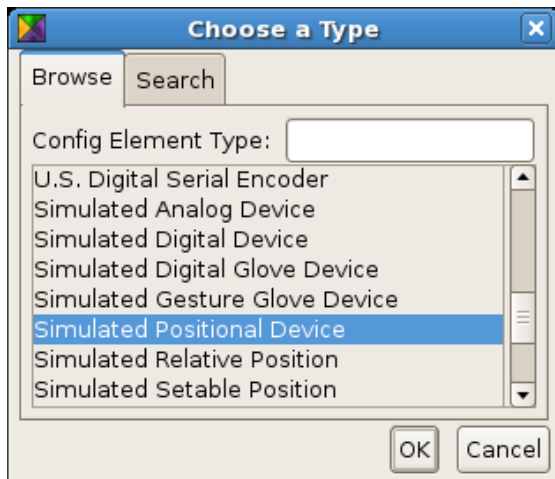 Choose a Type
Browse Search
Config Element Type:
U.S. Digital Serial Encoder
Simulated Analog Device
Simulated Digital Device
Simulated Digital Glove Device
Simulated Gesture Glove Device
Simulated Positional Device
Simulated Relative Position
Simulated Setable Position
OK Cancel